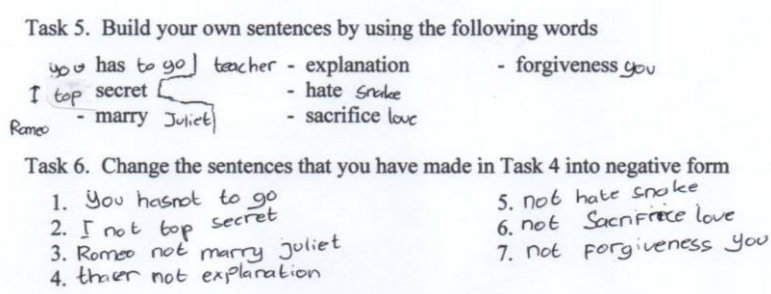 Task 5. Build your own sentences by using the following words
you has to go teacher - explanation - forgiveness you
I top secret - hate snake
Romeo - marry Juliet - sacrifice love
Task 6. Change the sentences that you have made in Task 4 into negative form
1. You hasnot to go
2. I not top secret
3. Romeo not marry Juliet
4. thaer not explanation
5. not hate snake
6. not Sacrifice love
7. not Forgiveness you